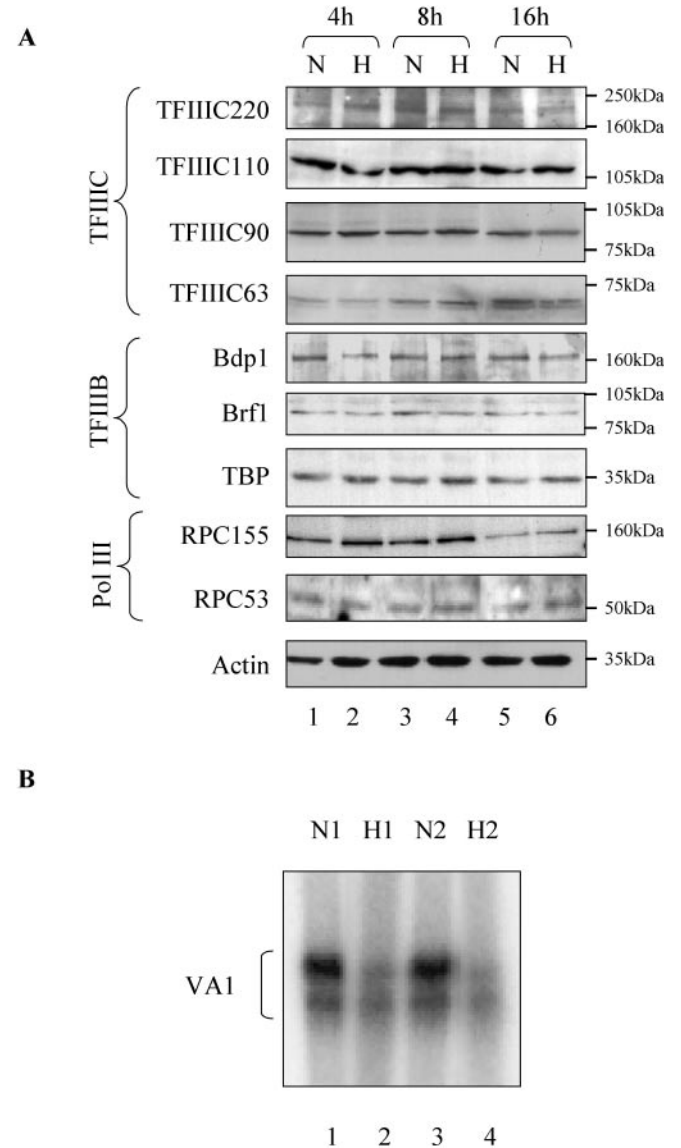 A
4h 8h 16h
N H N H N H
TFIIIC
TFIIIC220 250kDa
160kDa
TFIIIC110 105kDa
TFIIIC90 105kDa
75kDa
TFIIIC63 75kDa
TFIIIB
Bdp1 160kDa
Brf1 105kDa
75kDa
TBP 35kDa
Pol III
RPC155 160kDa
RPC53 50kDa
Actin 35kDa
1 2 3 4 5 6
B
N1 H1 N2 H2
VA1
1 2 3 4